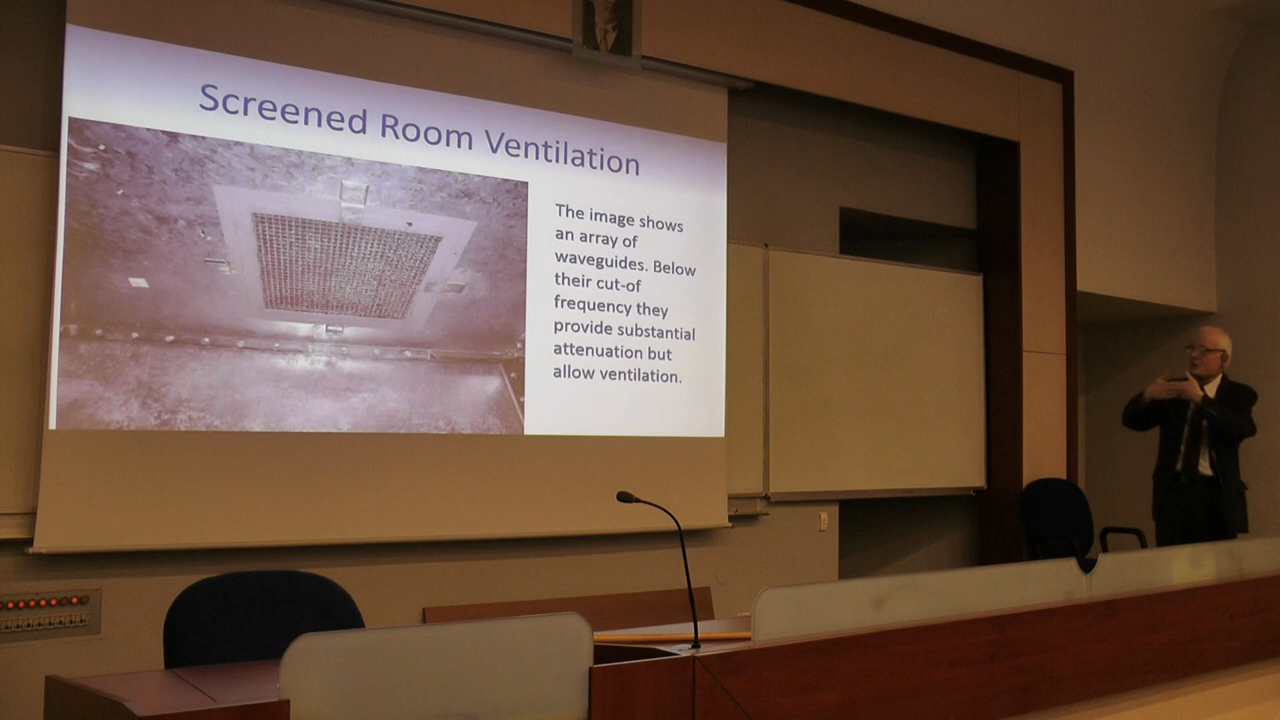 Screened Room Ventilation
The image shows
an array of
waveguides. Below
their cut-of
frequency they
provide substantial
attenuation but
allow ventilation.